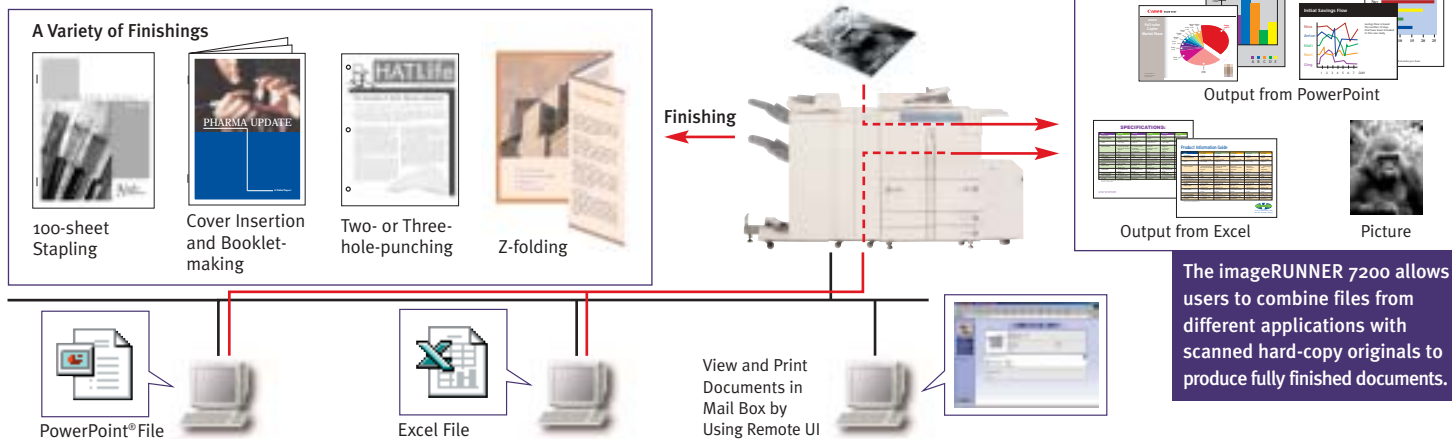 A Variety of Finishings
HATLife
PHARMA UPDATE
100-sheet
Stapling
Cover Insertion
and Booklet-
making
Two- or Three-
hole-punching
Z-folding
Finishing
Canon
Initial Savings Flow
Output from PowerPoint
SPECIFICATIONS:
Product Information Guide
Output from Excel
Picture
The imageRUNNER 7200 allows
users to combine files from
different applications with
scanned hard-copy originals to
produce fully finished documents.
PowerPoint® File
Excel File
View and Print
Documents in
Mail Box by
Using Remote UI